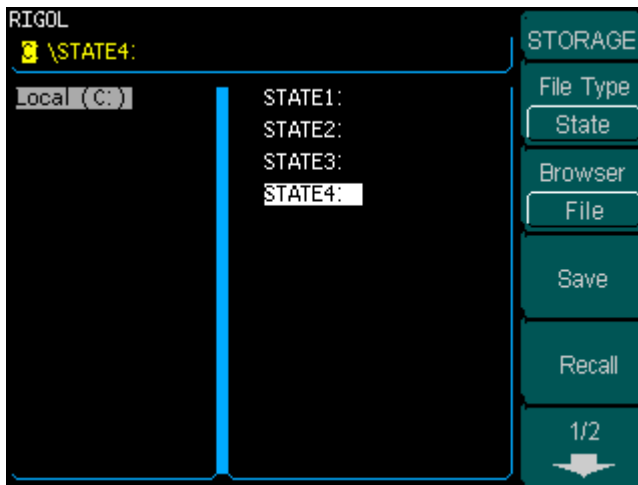 RIGOL
C: \STATE4:
Local (C:)
STATE1:
STATE2:
STATE3:
STATE4:
STORAGE
File Type
State
Browser
File
Save
Recall
1/2